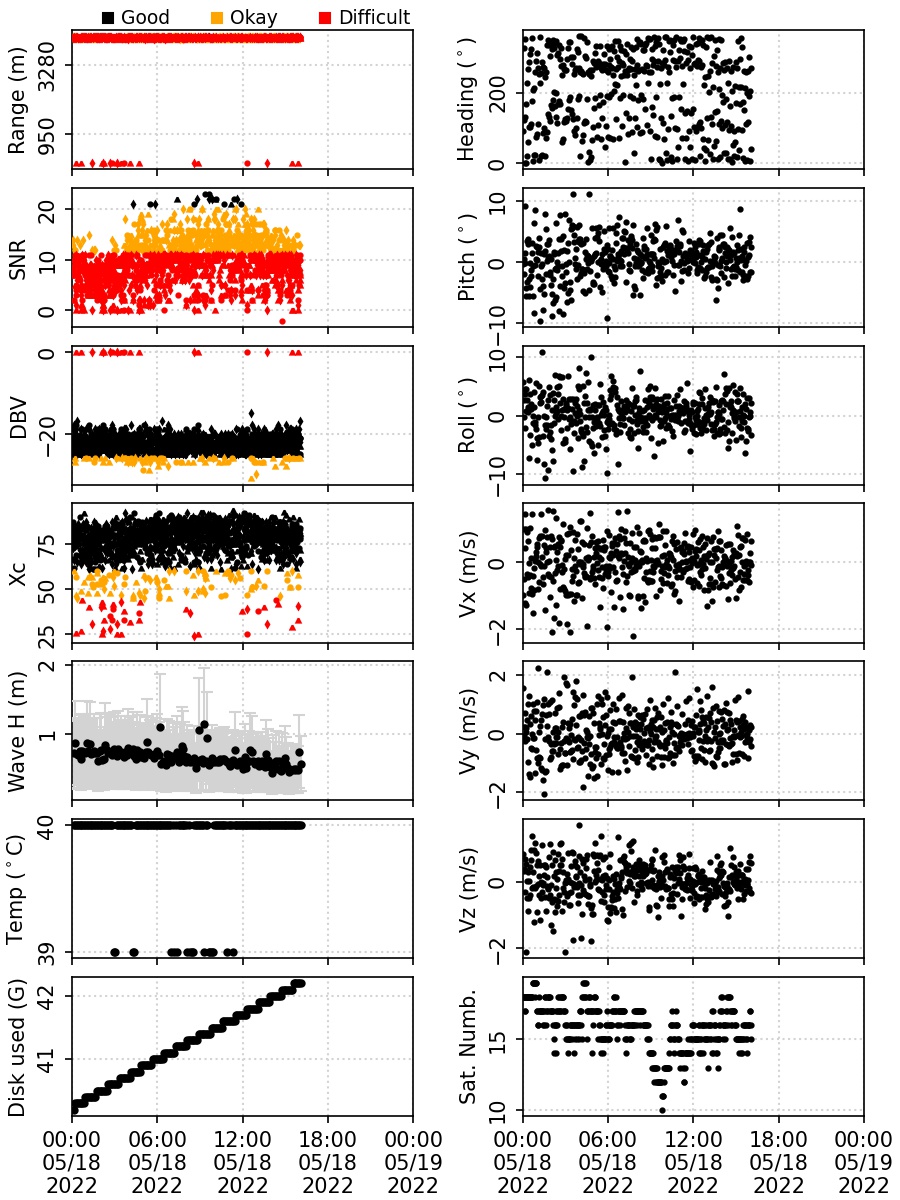 Good Okay Difficult
Range (m)
3280
950
Heading (°)
200
0
SNR
20
10
0
Pitch (°)
10
0
−10
DBV
0
−20
Roll (°)
10
0
−10
Xc
75
50
25
Vx (m/s)
0
−2
Wave H (m)
2
1
Vy (m/s)
2
0
−2
Temp (°C)
40
39
Vz (m/s)
0
−2
Disk used (G)
42
41
Sat. Numb.
15
10
00:00 06:00 12:00 18:00 00:00
05/18 05/18 05/18 05/18 05/19
2022 2022 2022 2022 2022
00:00 06:00 12:00 18:00 00:00
05/18 05/18 05/18 05/18 05/19
2022 2022 2022 2022 2022